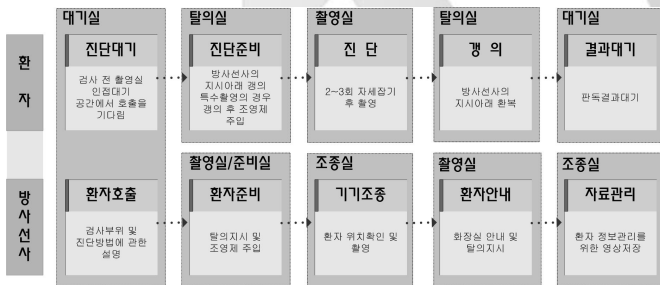 대기실
탈의실
촬영실
탈의실
대기실
환
자
진단대기
검사 전 촬영실
인접대기
공간에서 호출을
기다림
진단준비
방사선사의
지시아래 갱의
특수촬영의 경우
갱의 후 조영제
주입
진 단
2~3회 자세잡기
후 촬영
갱 의
방사선사의
지시아래 환복
결과대기
판독결과대기
촬영실/준비실
조종실
촬영실
조종실
방
사
선
사
환자호출
검사부위 및
진단방법에 관한
설명
환자준비
탈의지시 및
조영제 주입
기기조종
환자 위치확인 및
촬영
환자안내
화장실 안내 및
탈의지시
자료관리
환자 정보관리를
위한 영상저장